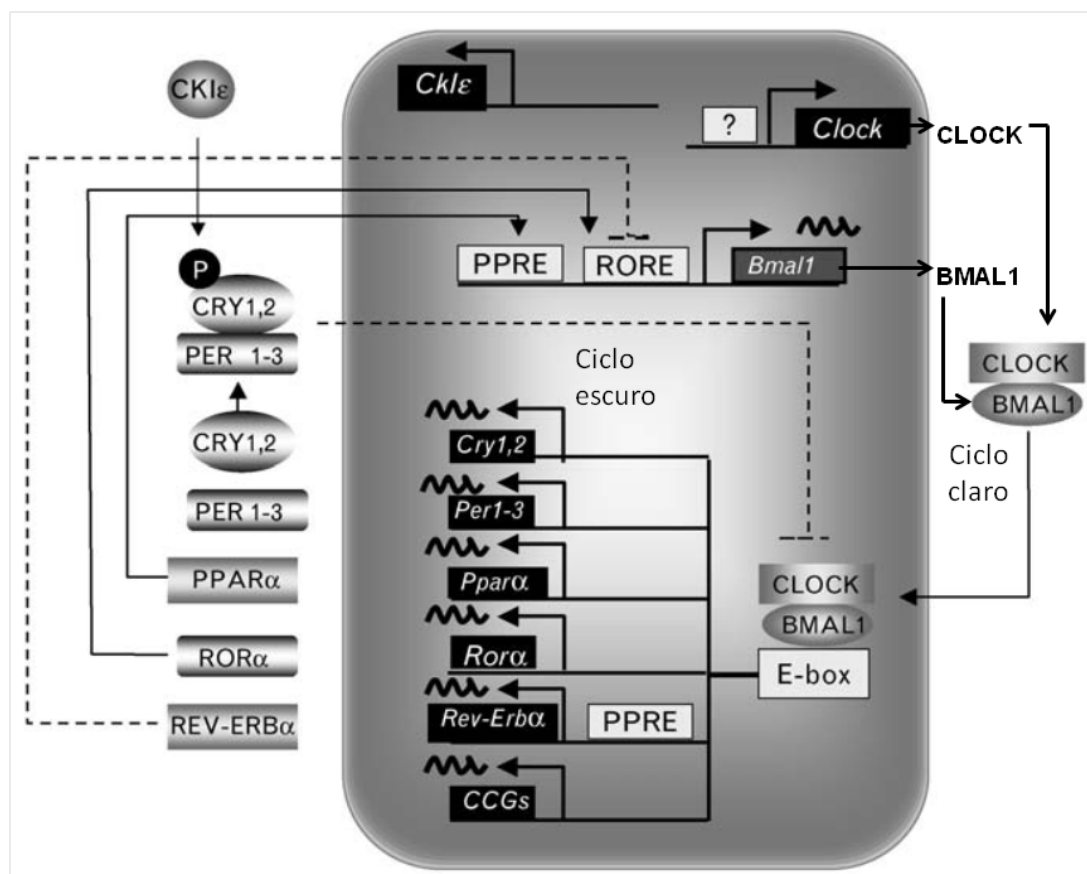 CKIε
CkIε
?
Clock
CLOCK
PPRE
RORE
Bmal1
BMAL1
P
CRY1,2
PER 1-3
CRY1,2
PER 1-3
PPARα
RORα
REV-ERBα
Ciclo
escuro
Cry1,2
Per1-3
Pparα
Rorα
Rev-Erbα
PPRE
CCGs
CLOCK
BMAL1
E-box
CLOCK
BMAL1
Ciclo
claro